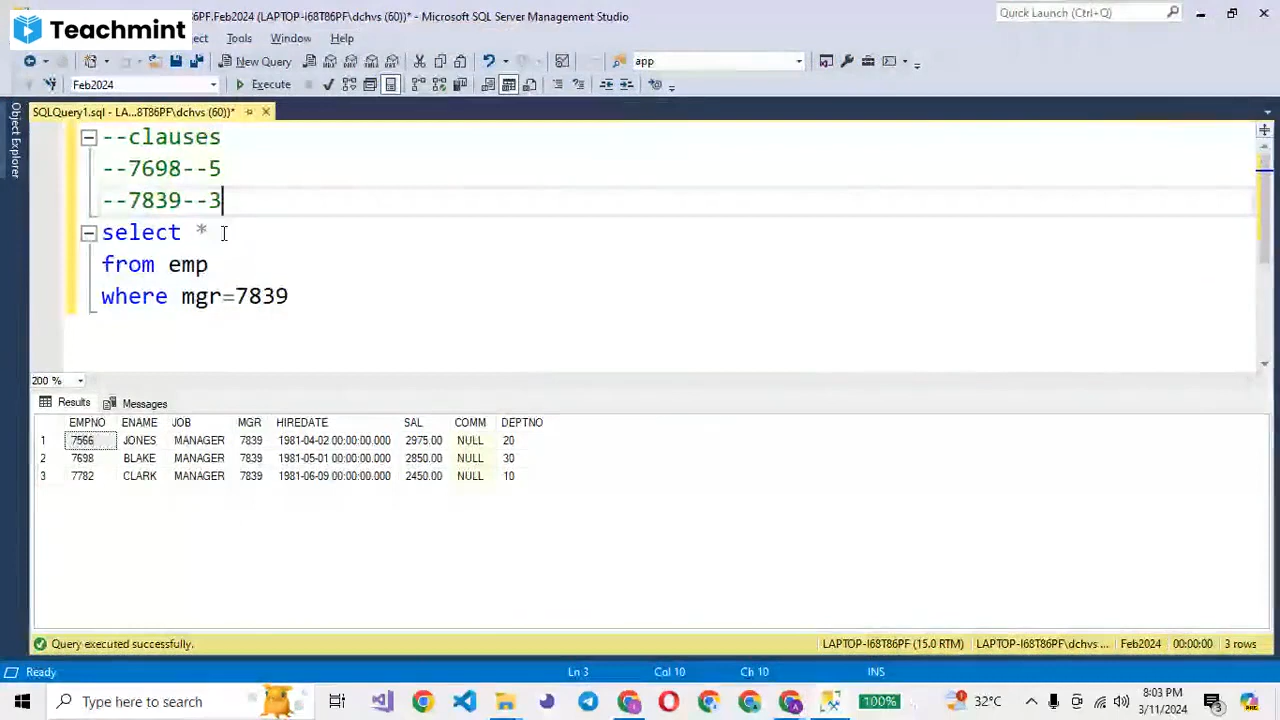 Teachmint
PF.Feb2024 (LAPTOP-I68T86PF\dchvs (60))* - Microsoft SQL Server Management Studio
Quick Launch (Ctrl+Q)
Tools Window Help
New Query app
Feb2024 Execute
SQLQuery1.sql - LA...8T86PF\dchvs (60))*
Object Explorer
--clauses
--7698--5
--7839--3
select *
from emp
where mgr=7839
200 %
Results Messages
EMPNO ENAME JOB MGR HIREDATE SAL COMM DEPTNO
1 7566 JONES MANAGER 7839 1981-04-02 00:00:00.000 2975.00 NULL 20
2 7698 BLAKE MANAGER 7839 1981-05-01 00:00:00.000 2850.00 NULL 30
3 7782 CLARK MANAGER 7839 1981-06-09 00:00:00.000 2450.00 NULL 10
Query executed successfully. LAPTOP-I68T86PF (15.0 RTM) LAPTOP-I68T86PF\dchvs ... Feb2024 00:00:00 3 rows
Ready Ln 3 Col 10 Ch 10 INS
Type here to search 100% 32°C 8:03 PM
3/11/2024 3